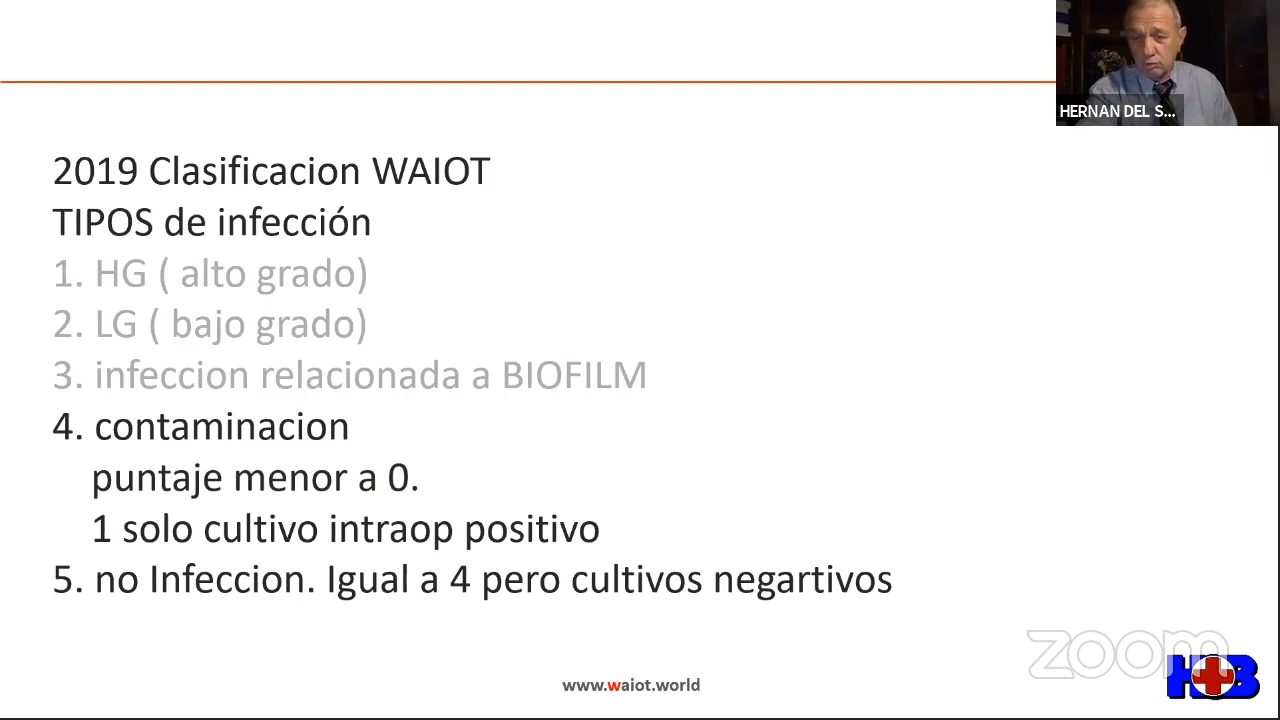 HERNAN DEL S...
2019 Clasificacion WAIOT
TIPOS de infección
1. HG ( alto grado)
2. LG ( bajo grado)
3. infeccion relacionada a BIOFILM
4. contaminacion
puntaje menor a 0.
1 solo cultivo intraop positivo
5. no Infeccion. Igual a 4 pero cultivos negartivos
zoom
www.waiot.world
H B